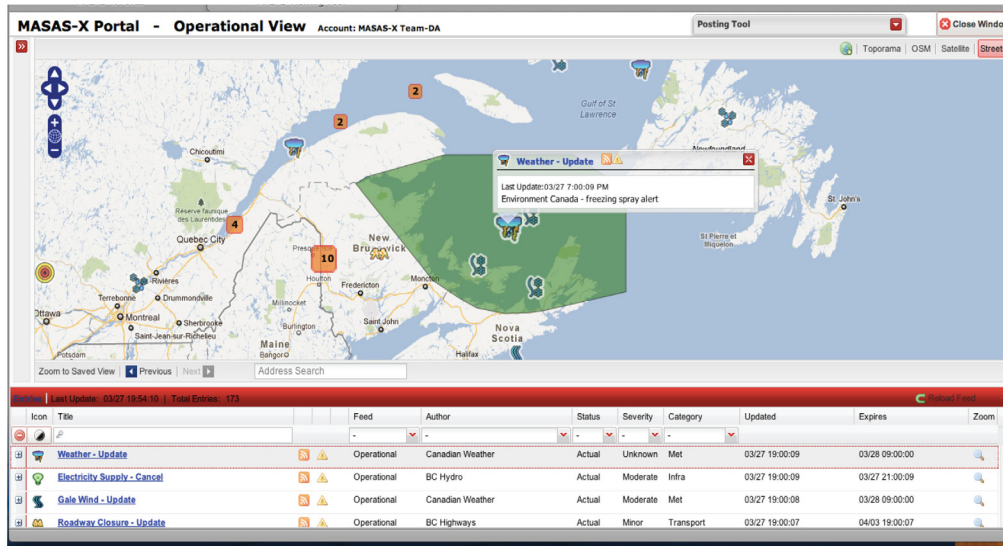 MASAS-X Portal - Operational View Account: MASAS-X Team-DA
Posting Tool
Close Windo
Toporama | OSM | Satellite | Street
2
Gulf of St
Lawrence
2
Chicoutimi
Newfoundland
Weather - Update
Last Update:03/27 7:00:09 PM
Environment Canada - freezing spray alert
Réserve faunique
des Laurentides
St. John's
4
Quebec City
New
Brunswick
St Pierre et
Miquelon
Presque
10
Houlton
Fredericton
Moncton
Rivières
Terrebonne
Drummondville
Millinocket
Ottawa
Montreal
Sherbrooke
Saint John
Saint-Jean-sur-Richelieu
Burlington
Nova
Scotia
Maine
Potsdam
Bangor
Halifax
Zoom to Saved View | Previous | Next
Address Search
Last Update: 03/27 19:54:10 | Total Entries: 173
Reload Feed
Icon Title Feed Author Status Severity Category Updated Expires Zoom
- - - - -
Weather - Update Operational Canadian Weather Actual Unknown Met 03/27 19:00:09 03/28 09:00:00
Electricity Supply - Cancel Operational BC Hydro Actual Moderate Infra 03/27 19:00:09 03/27 21:00:09
Gale Wind - Update Operational Canadian Weather Actual Moderate Met 03/27 19:00:08 03/28 09:00:00
Roadway Closure - Update Operational BC Highways Actual Minor Transport 03/27 19:00:07 04/03 19:00:07